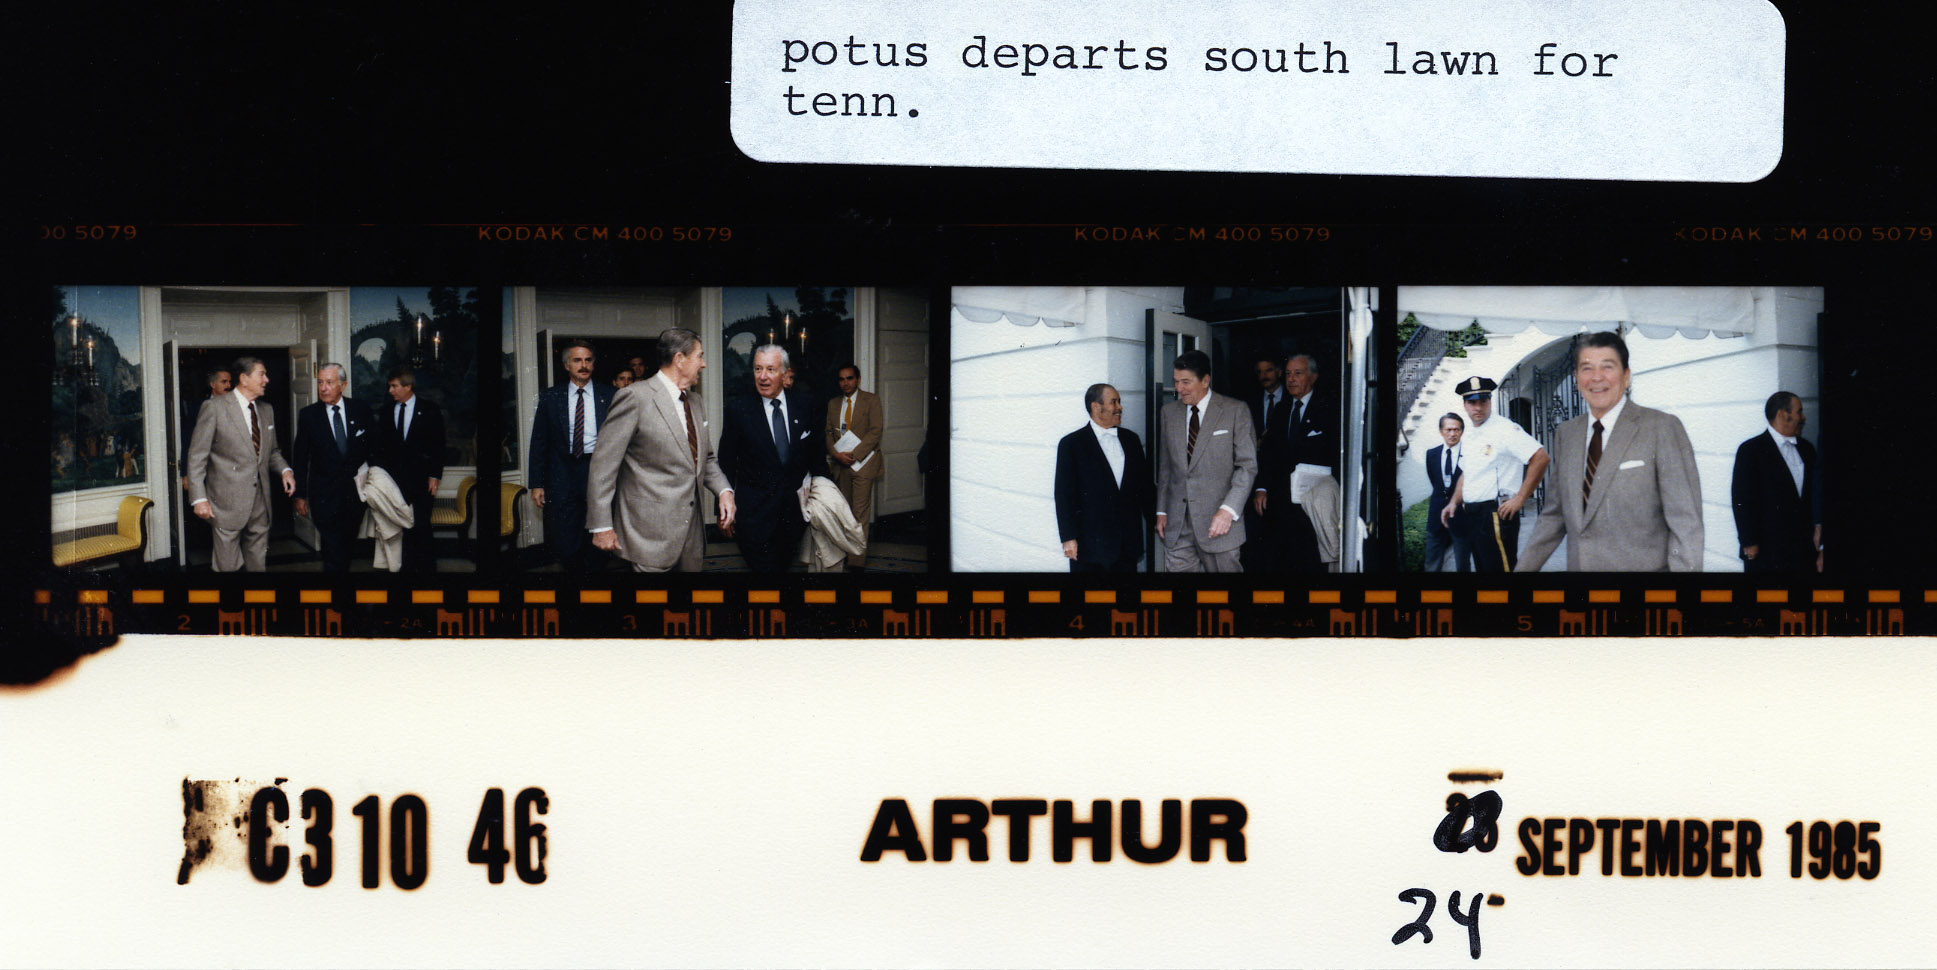 potus departs south lawn for
tenn.
00 5079 KODAK CM 400 5079 KODAK CM 400 5079 KODAK CM 400 5079
2 2A 3 3A 4 4A 5 5A
C310 46 ARTHUR SEPTEMBER 1985
24